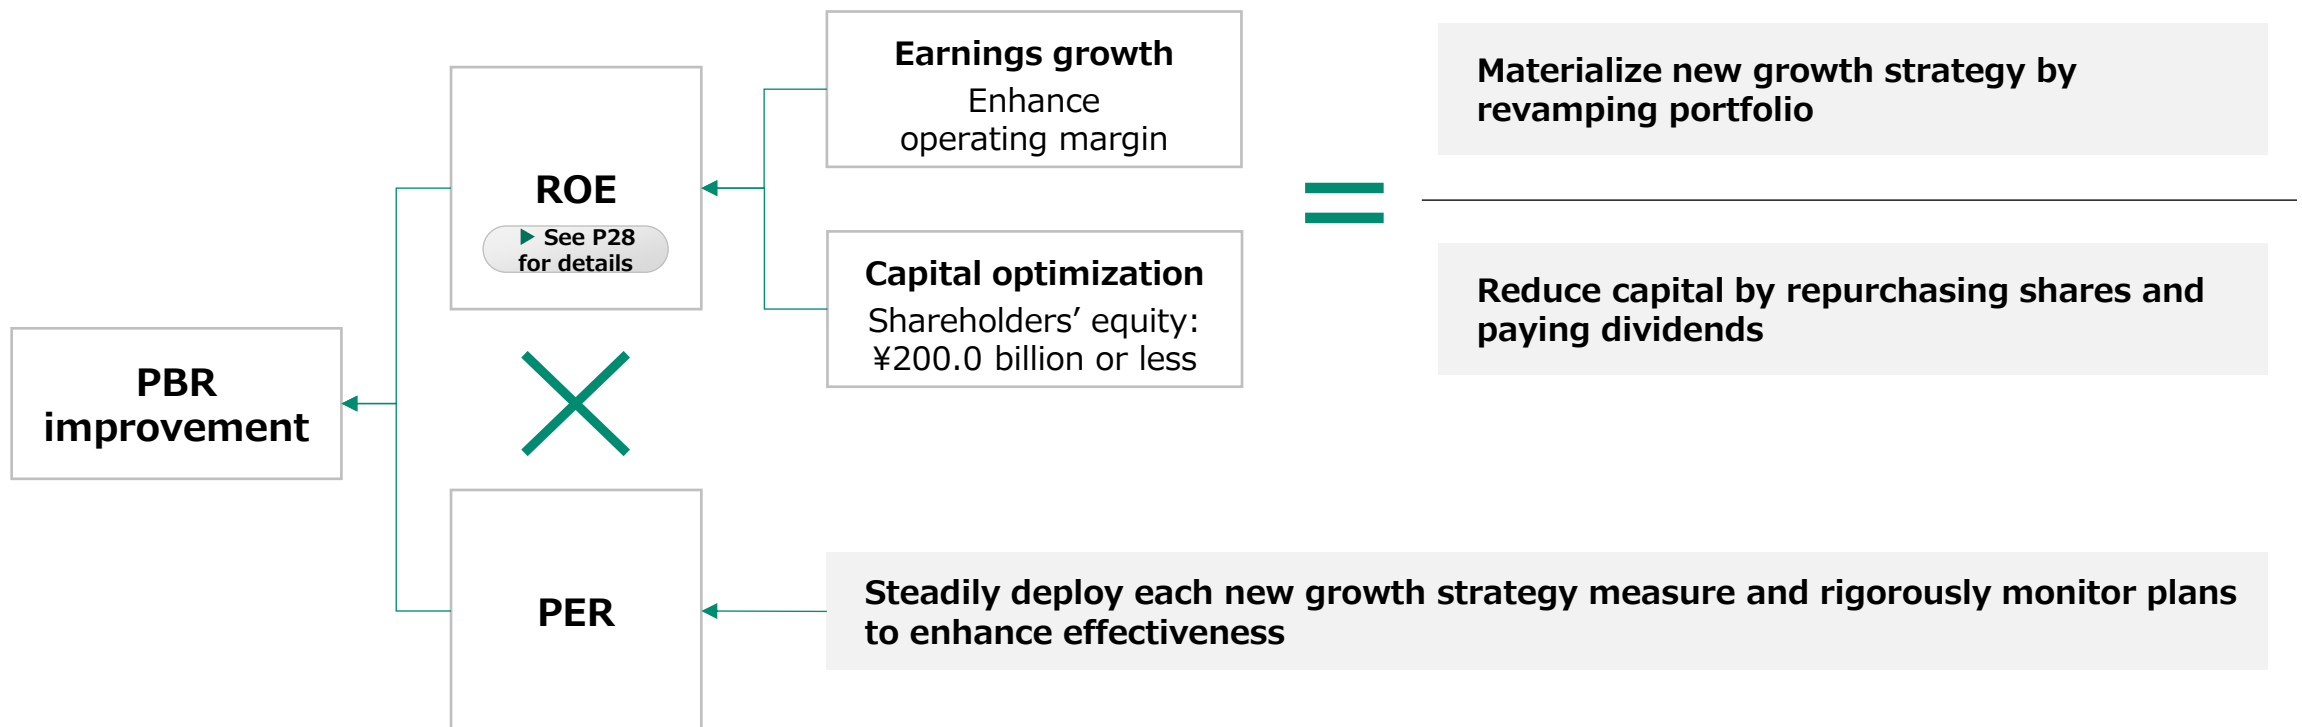 PBR
improvement
ROE
▶ See P28
for details
PER
Earnings growth
Enhance
operating margin
Capital optimization
Shareholders’ equity:
¥200.0 billion or less
Materialize new growth strategy by
revamping portfolio
Reduce capital by repurchasing shares and
paying dividends
Steadily deploy each new growth strategy measure and rigorously monitor plans
to enhance effectiveness